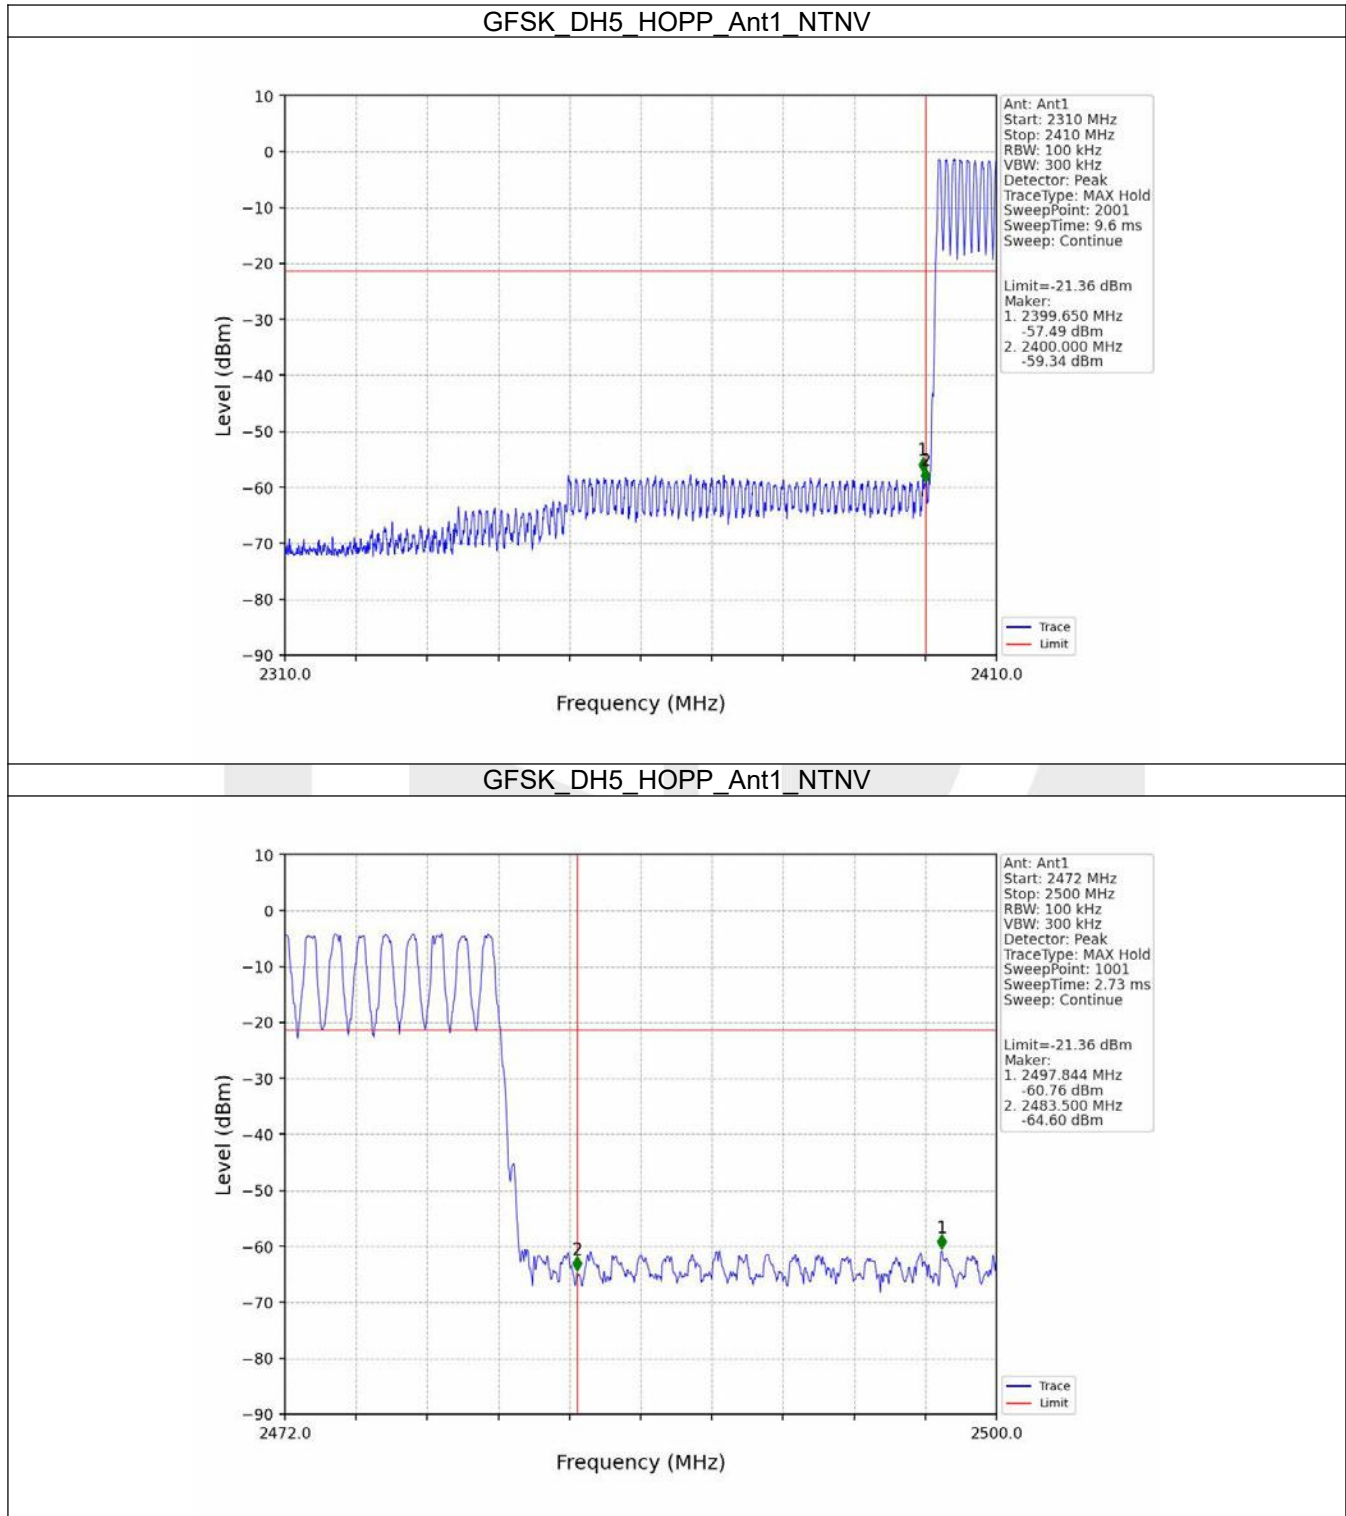 GFSK_DH5_HOPP_Ant1_NTNV
10
0
−10
−20
−30
−40
−50
−60
−70
−80
−90
Level (dBm)
2310.0
2410.0
Frequency (MHz)
1
2
Ant: Ant1
Start: 2310 MHz
Stop: 2410 MHz
RBW: 100 kHz
VBW: 300 kHz
Detector: Peak
TraceType: MAX Hold
SweepPoint: 2001
SweepTime: 9.6 ms
Sweep: Continue
Limit=-21.36 dBm
Maker:
1. 2399.650 MHz
-57.49 dBm
2. 2400.000 MHz
-59.34 dBm
Trace
Limit
GFSK_DH5_HOPP_Ant1_NTNV
10
0
−10
−20
−30
−40
−50
−60
−70
−80
−90
Level (dBm)
2472.0
2500.0
Frequency (MHz)
2
1
Ant: Ant1
Start: 2472 MHz
Stop: 2500 MHz
RBW: 100 kHz
VBW: 300 kHz
Detector: Peak
TraceType: MAX Hold
SweepPoint: 1001
SweepTime: 2.73 ms
Sweep: Continue
Limit=-21.36 dBm
Maker:
1. 2497.844 MHz
-60.76 dBm
2. 2483.500 MHz
-64.60 dBm
Trace
Limit